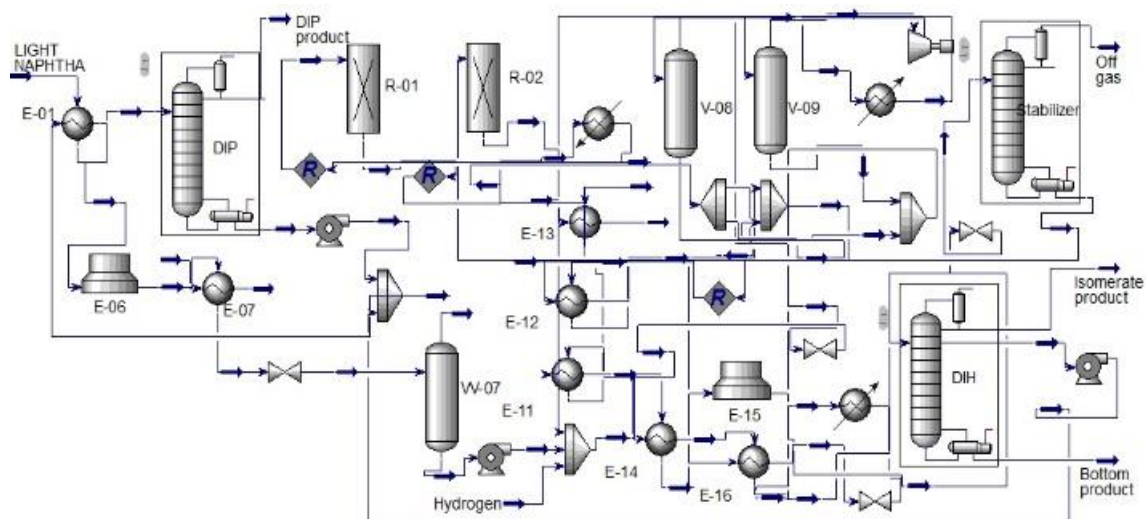 LIGHT
NAPHTHA
DIP
product
E-01
DIP
R-01
R-02
V-08
V-09
Off
gas
Stabilizer
R
R
E-13
E-06
E-07
E-12
R
Isomerate
product
VV-07
E-11
E-15
DIH
E-14
E-16
Hydrogen
Bottom
product